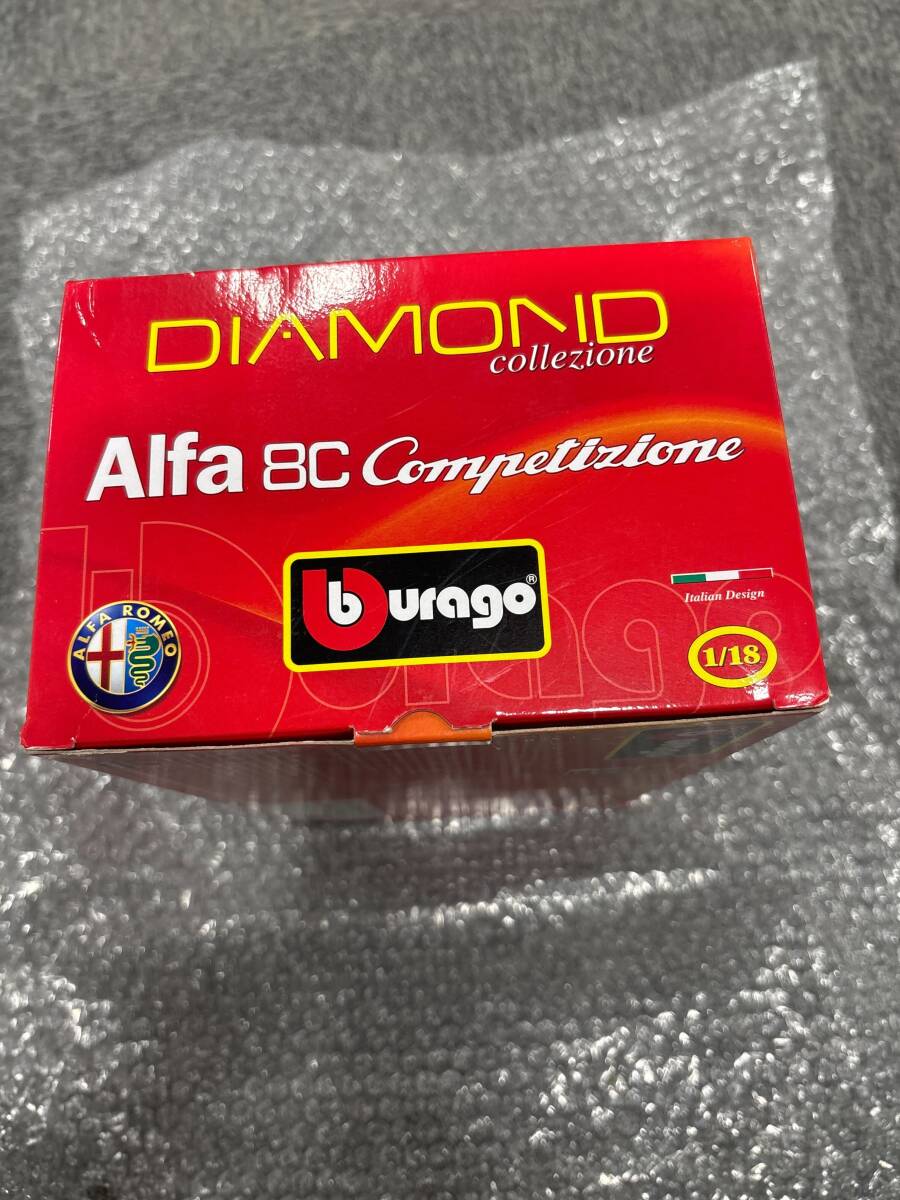 DIAMOND
collezione
Alfa 8C Competizione
burago®
Italian Design
ALFA ROMEO
1/18